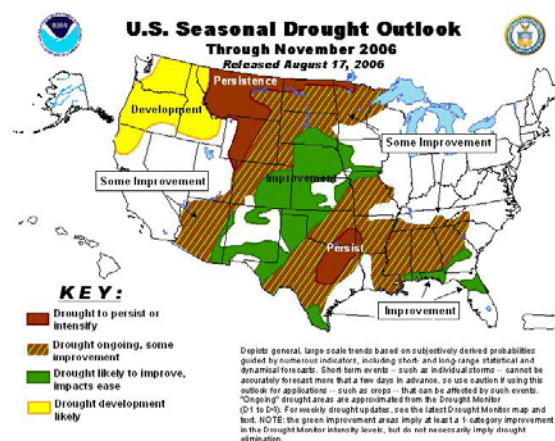 U.S. Seasonal Drought Outlook
Through November 2006
Released August 17, 2006
Persistence
Development
Some Improvement
Some Improvement
Improvement
Persist
Improvement
KEY:
Drought to persist or
intensify
Drought ongoing, some
improvement
Drought likely to improve,
impacts ease
Drought development
likely
Depicts general, large-scale trends based on subjectively derived probabilities
guided by numerous indicators, including short- and long-range statistical and
dynamical forecasts. Short term events -- such as individual storms -- cannot be
accurately forecast more than a few days in advance, so use caution if using this
outlook for applications -- such as crops -- that can be affected by such events.
"Ongoing" drought areas are approximated from the Drought Monitor
(D1 to D4). For weekly drought updates, see the latest Drought Monitor map and
text. NOTE: the green improvement areas imply at least a 1-category improvement
in the Drought Monitor intensity levels, but do not necessarily imply drought
elimination.